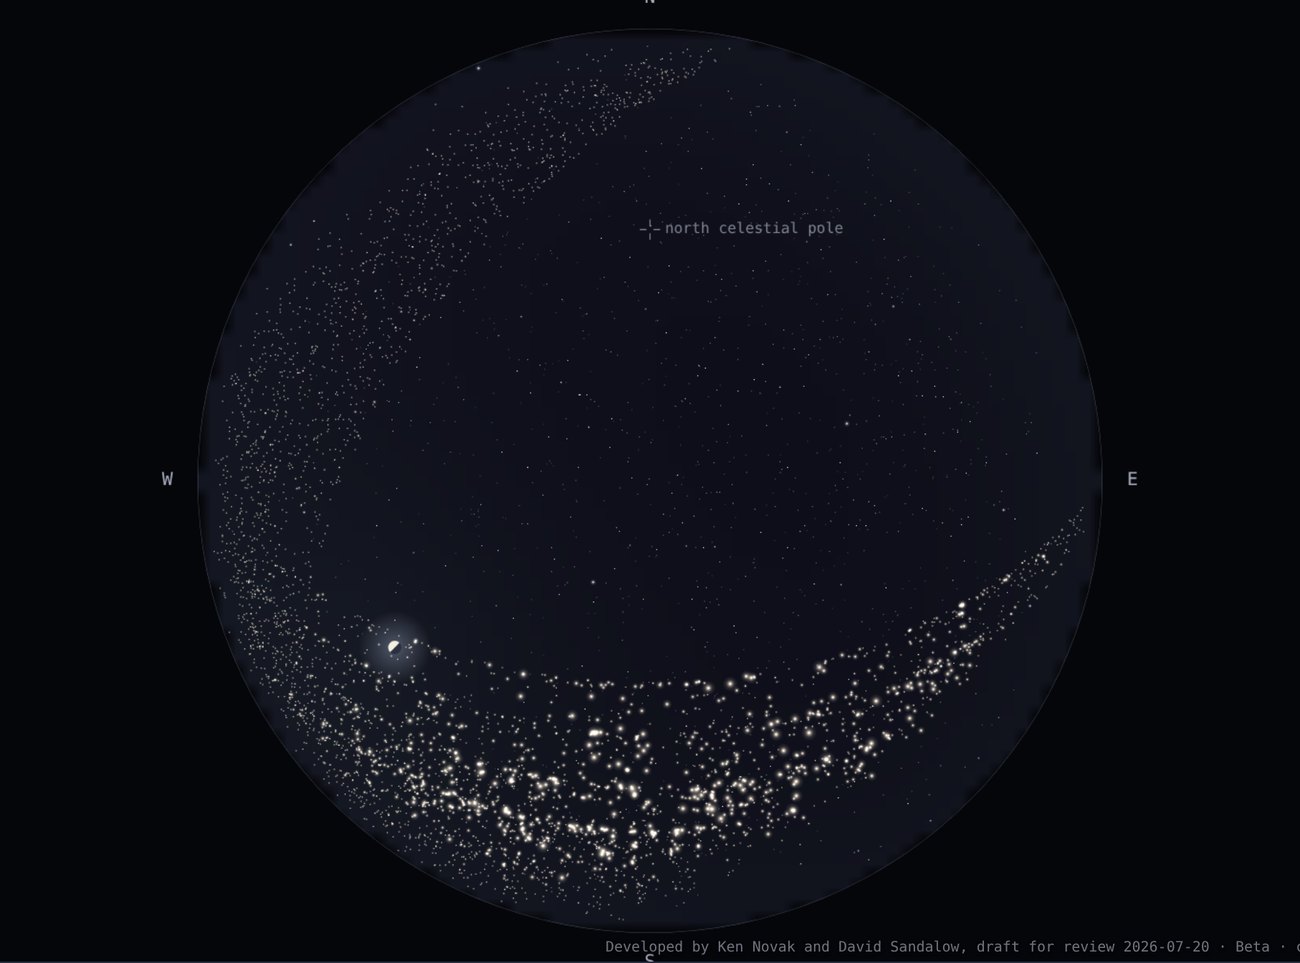 N
north celestial pole
W
E
Developed by Ken Novak and David Sandalow, draft for review 2026-07-20 · Beta ·
S